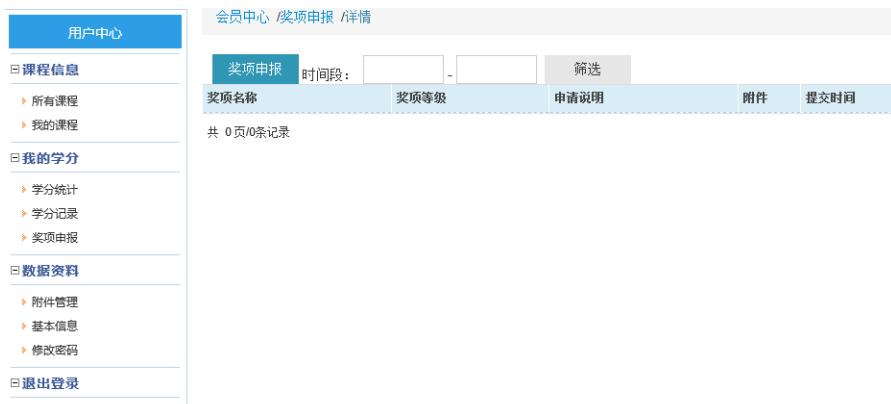 用户中心
课程信息
所有课程
我的课程
我的学分
学分统计
学分记录
奖项申报
数据资料
附件管理
基本信息
修改密码
退出登录
会员中心 /奖项申报 /详情
奖项申报 时间段： - 筛选
奖项名称 奖项等级 申请说明 附件 提交时间
共 0页/0条记录